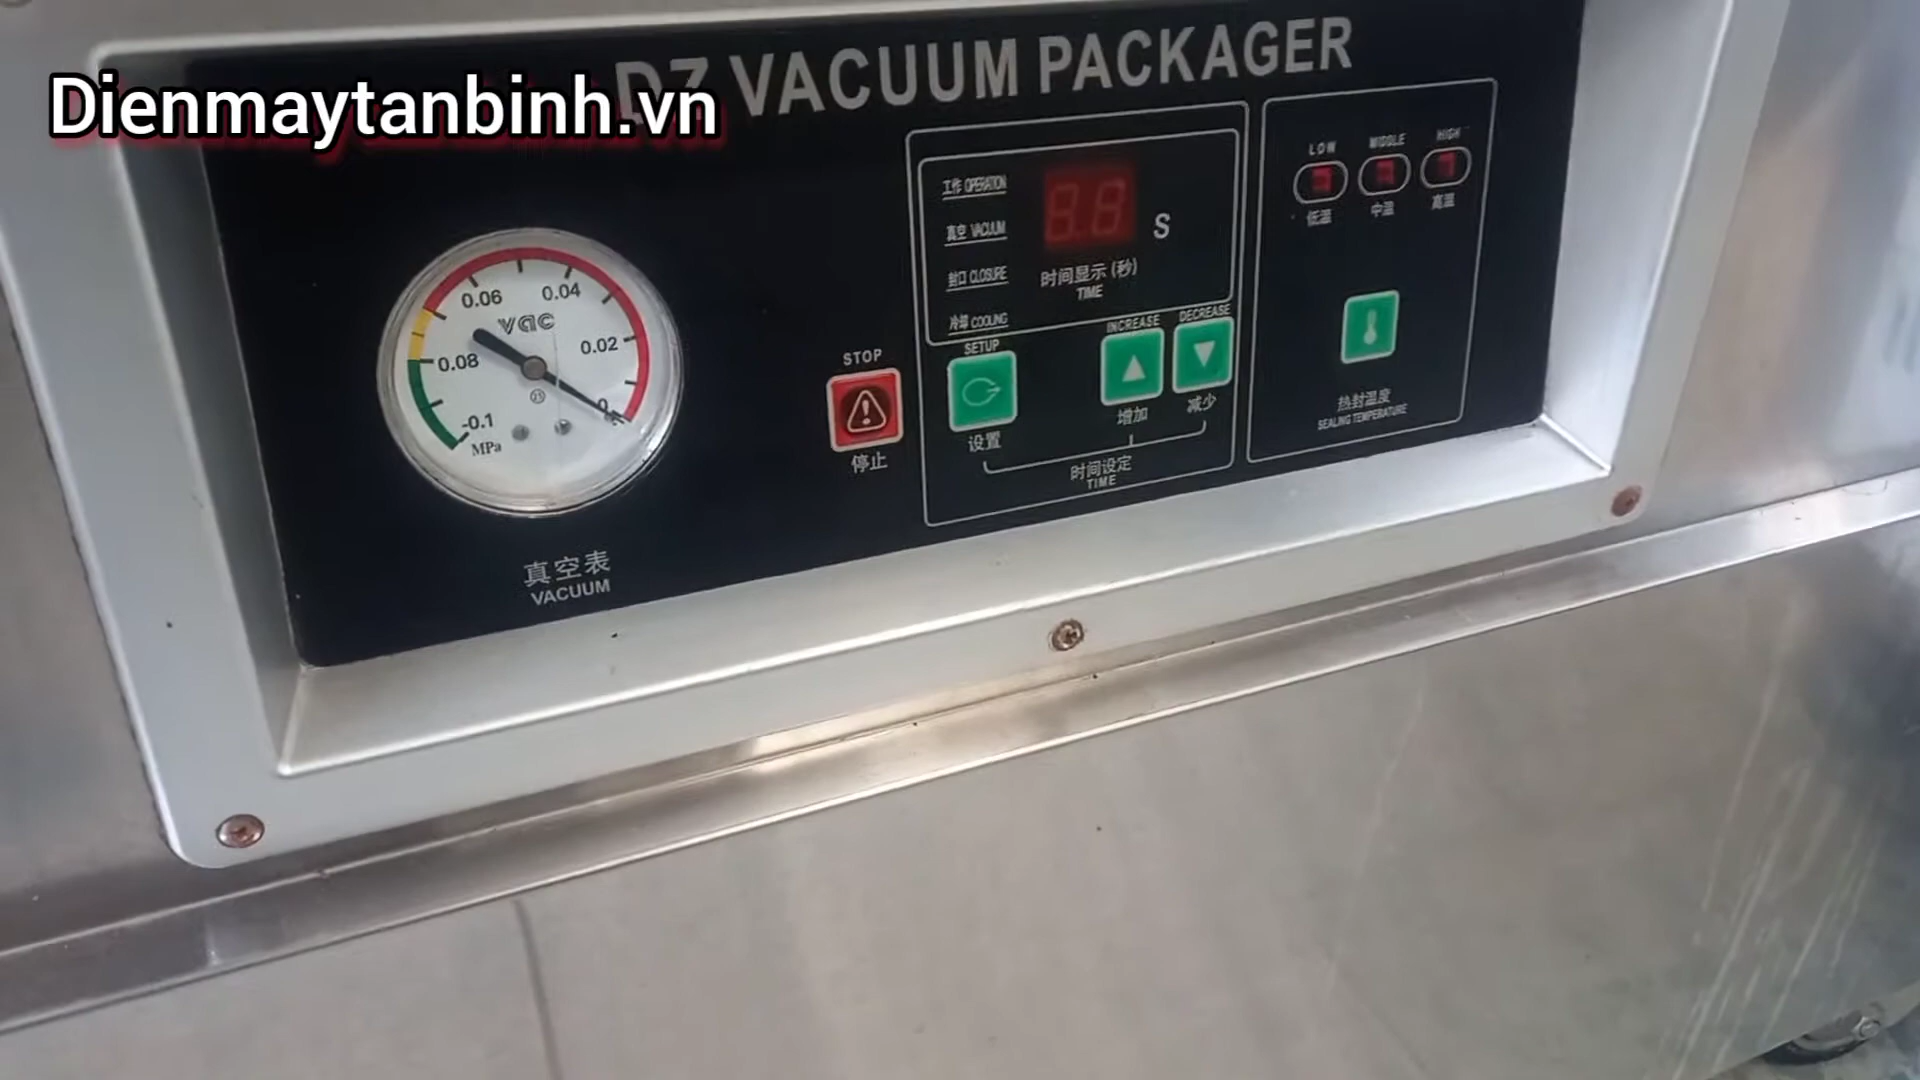 DZ VACUUM PACKAGER
Dienmaytanbinh.vn
0.06
0.04
vac
0.08
0.02
-0.1
0
MPa
真空表
VACUUM
STOP
停止
工作 OPERATION
真空 VACUUM
封口 CLOSURE
冷却 COOLING
S
时间显示 (秒)
TIME
SETUP
设置
INCREASE
增加
DECREASE
减少
时间设定
TIME
LOW
低温
MIDDLE
中温
HIGH
高温
热封温度
SEALING TEMPERATURE